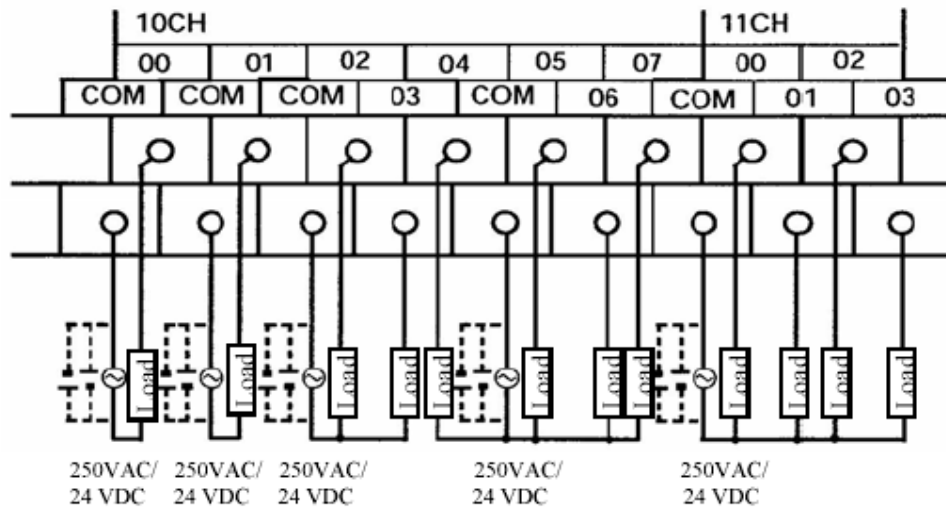 10CH 11CH
00 01 02 04 05 07 00 02
COM COM COM 03 COM 06 COM 01 03
Load Load Load Load Load Load Load Load Load Load Load Load
250VAC/ 250VAC/ 250VAC/ 250VAC/ 250VAC/
24 VDC 24 VDC 24 VDC 24 VDC 24 VDC